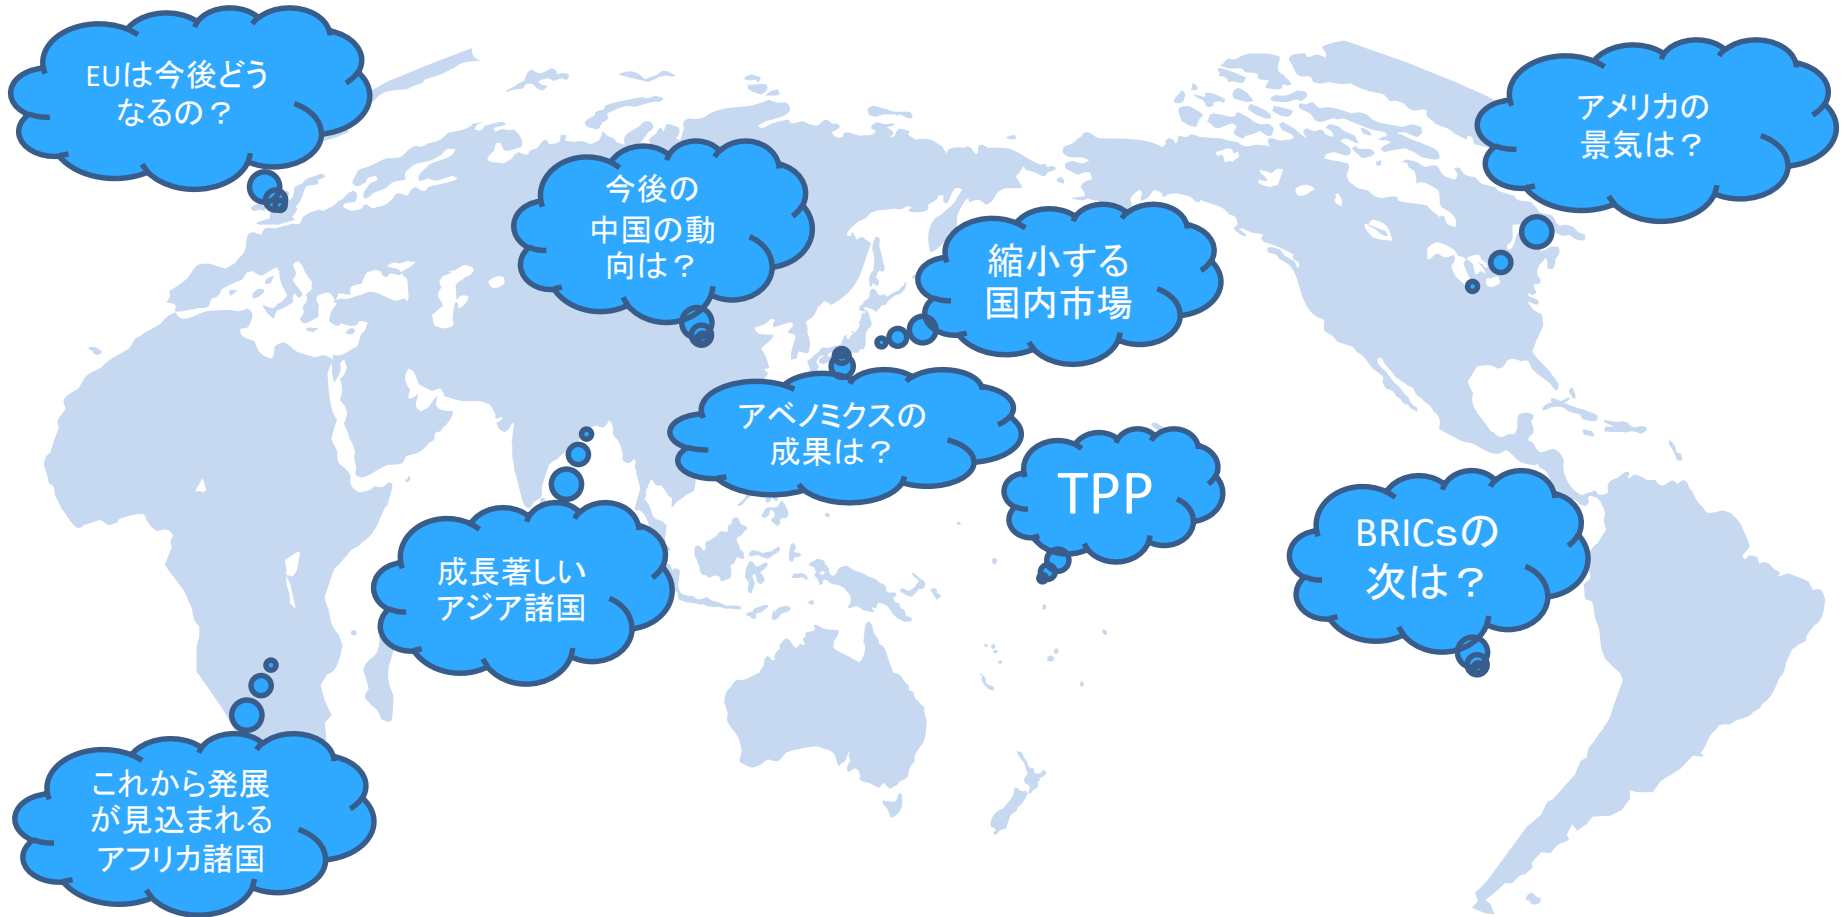 EUは今後どう
なるの？
アメリカの
景気は？
今後の
中国の動
向は？
縮小する
国内市場
アベノミクスの
成果は？
TPP
BRICsの
次は？
成長著しい
アジア諸国
これから発展
が見込まれる
アフリカ諸国